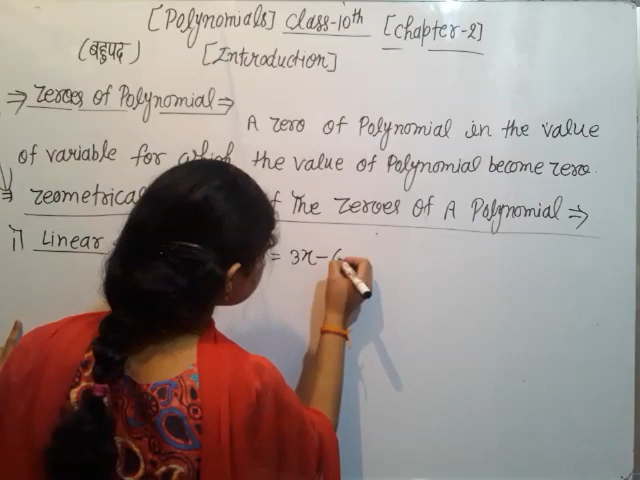 [Polynomials] Class-10th [Chapter-2]
(बहुपद) [Introduction]
⇒ zeroes of Polynomial ⇒
A zero of Polynomial in the value
of variable for which the value of Polynomial become zero.
⇒ zeometrical The zeroes of A Polynomial ⇒
i) Linear
= 3x-